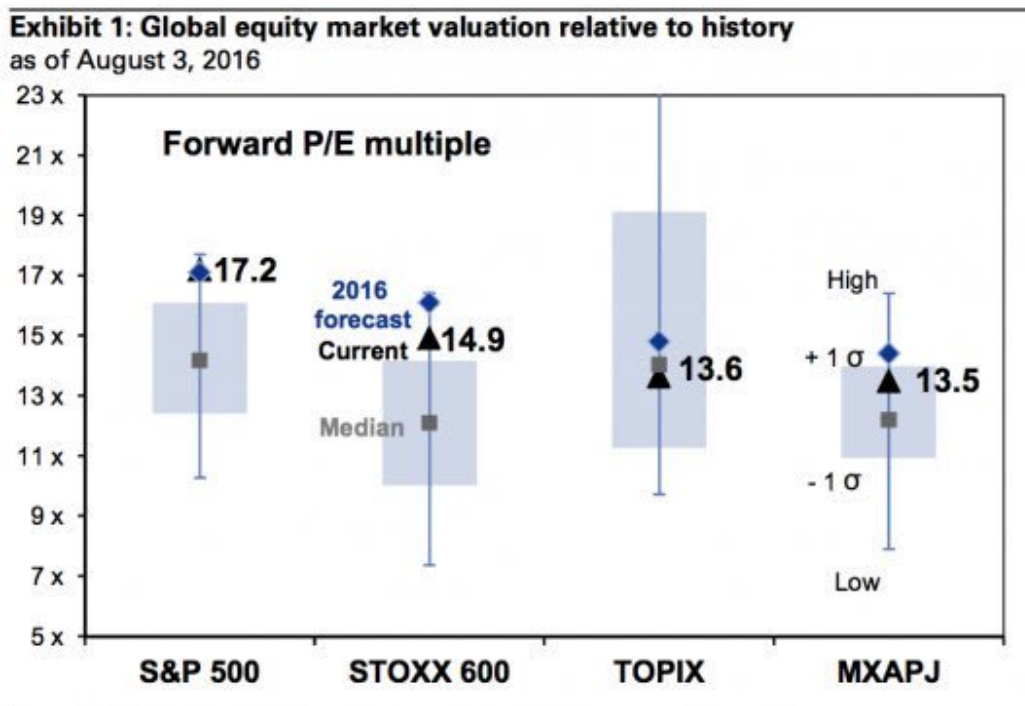 Exhibit 1: Global equity market valuation relative to history
as of August 3, 2016
23 x
21 x
19 x
17 x
15 x
13 x
11 x
9 x
7 x
5 x
Forward P/E multiple
17.2
2016
forecast
Current
14.9
Median
13.6
High
+ 1 σ
13.5
- 1 σ
Low
S&P 500
STOXX 600
TOPIX
MXAPJ